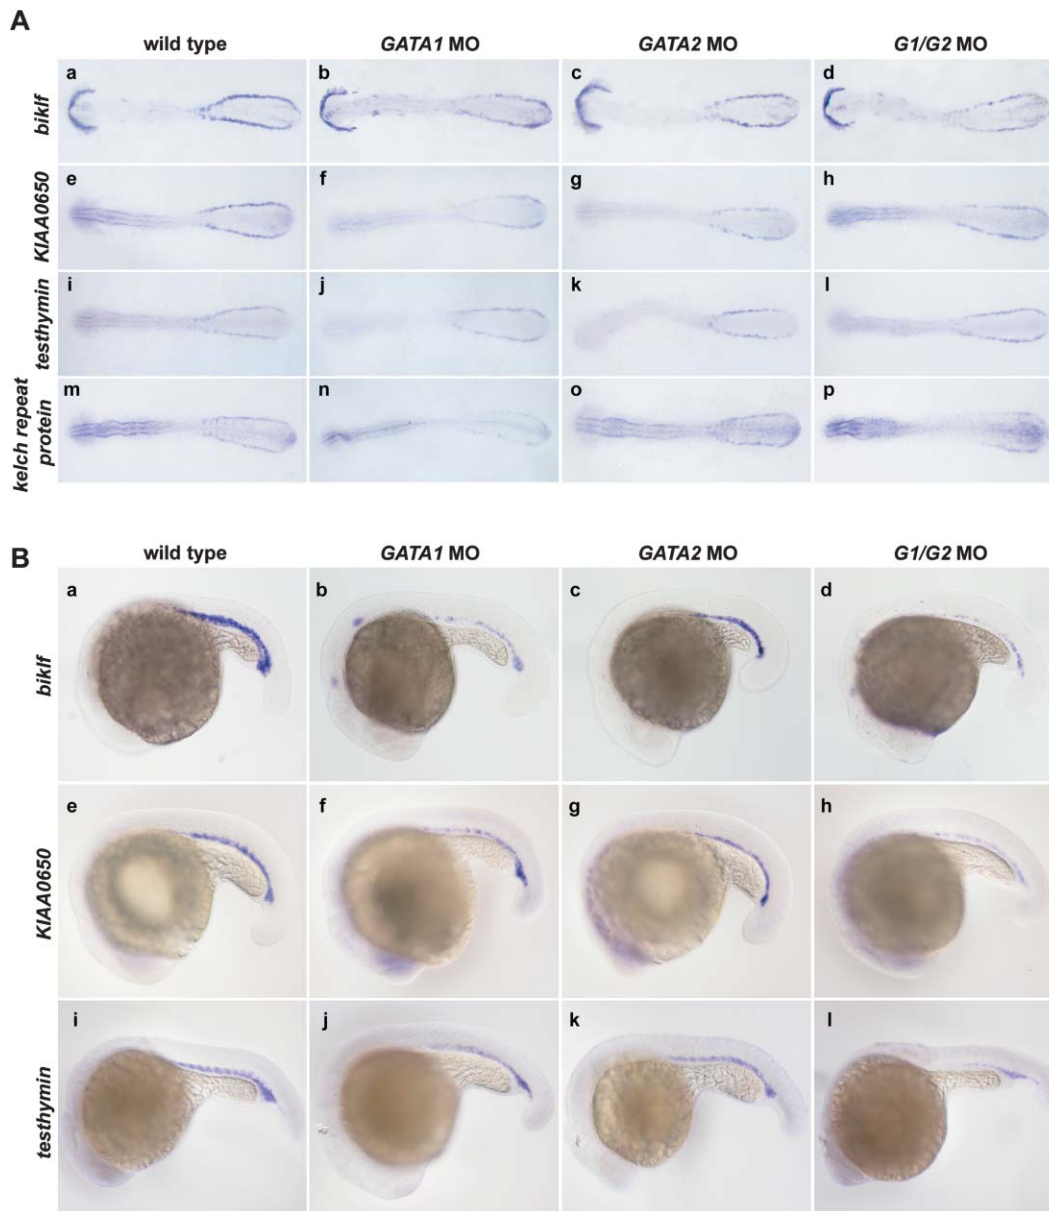 A
wild type GATA1 MO GATA2 MO G1/G2 MO
a b c d
biklf
e f g h
KIAA0650
i j k l
testhymin
m n o p
kelch repeat
protein
B
wild type GATA1 MO GATA2 MO G1/G2 MO
a b c d
biklf
e f g h
KIAA0650
i j k l
testhymin